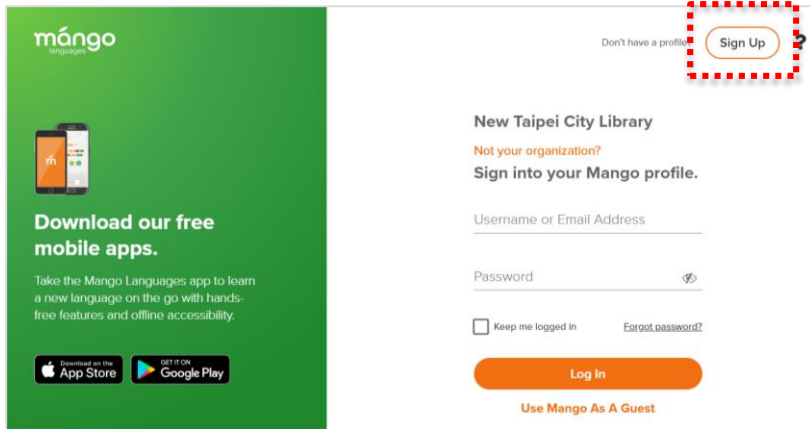 mángo
languages
Download our free
mobile apps.
Take the Mango Languages app to learn
a new language on the go with hands-
free features and offline accessibility.
Download on the
App Store
GET IT ON
Google Play
Don't have a profile?
Sign Up
?
New Taipei City Library
Not your organization?
Sign into your Mango profile.
Username or Email Address
Password
Keep me logged in
Forgot password?
Log In
Use Mango As A Guest